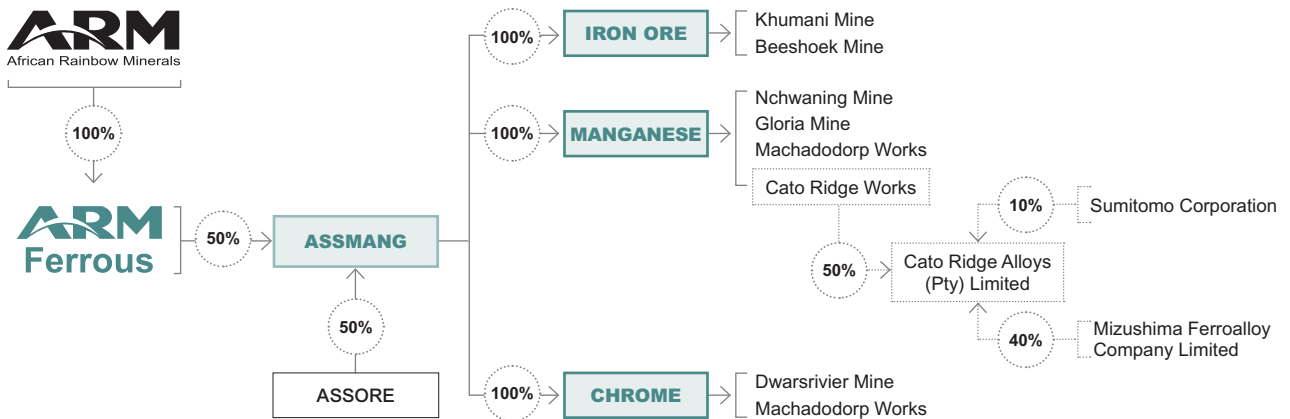 ARM
African Rainbow Minerals
100%
ARM
Ferrous
50%
ASSMANG
50%
ASSORE
100%
IRON ORE
Khumani Mine
Beeshoek Mine
100%
MANGANESE
Nchwaning Mine
Gloria Mine
Machadodorp Works
Cato Ridge Works
50%
Cato Ridge Alloys
(Pty) Limited
10%
Sumitomo Corporation
40%
Mizushima Ferroalloy
Company Limited
100%
CHROME
Dwarsrivier Mine
Machadodorp Works